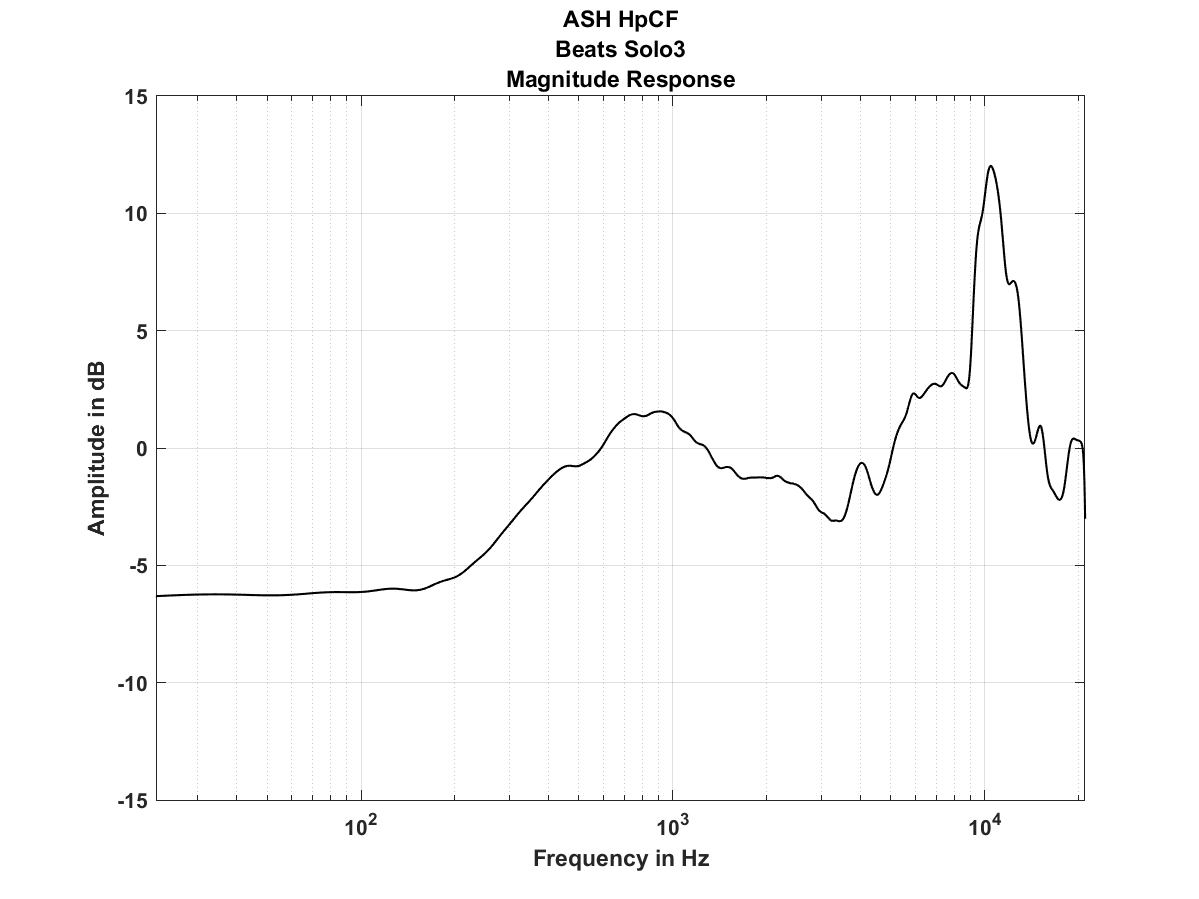 ASH HpCF
Beats Solo3
Magnitude Response
15
10
5
0
-5
-10
-15
Amplitude in dB
10²
10³
10⁴
Frequency in Hz